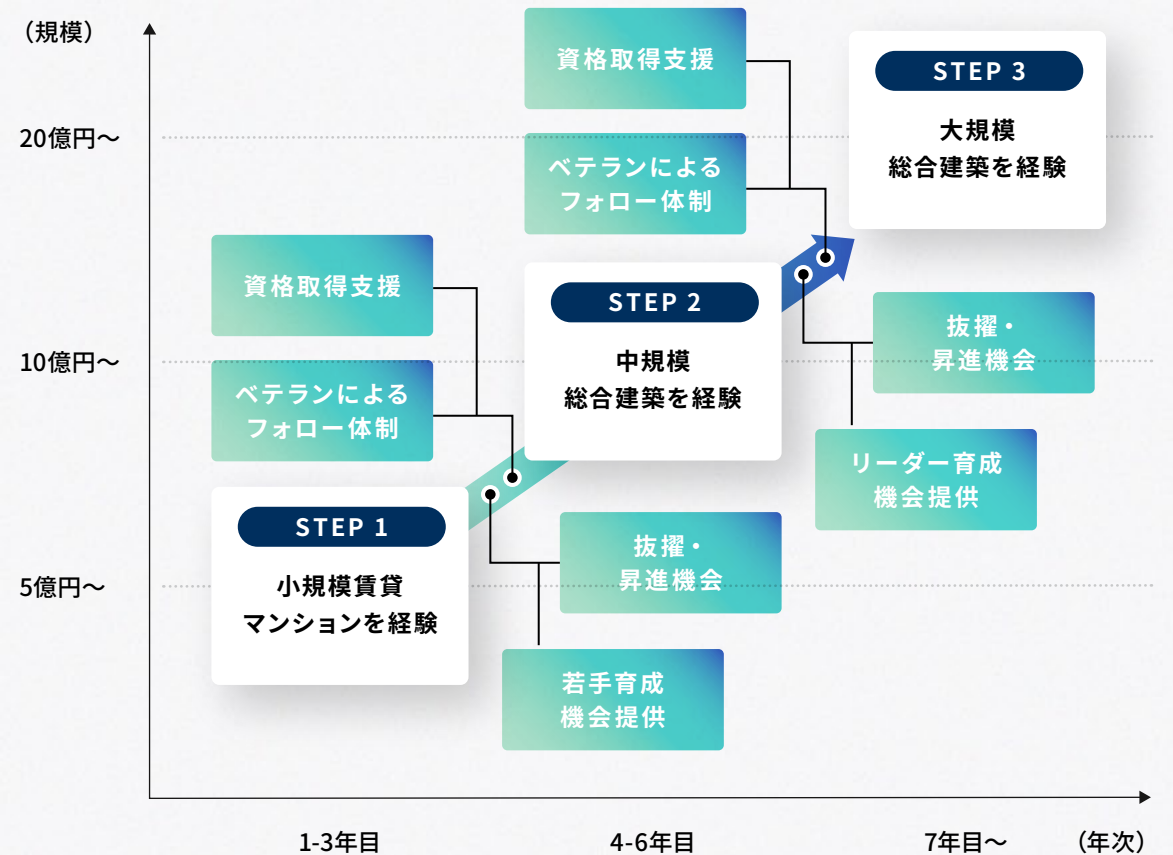 （規模）
20億円〜
10億円〜
5億円〜
資格取得支援
ベテランによる
フォロー体制
STEP 1
小規模賃貸
マンションを経験
抜擢・
昇進機会
若手育成
機会提供
資格取得支援
ベテランによる
フォロー体制
STEP 2
中規模
総合建築を経験
抜擢・
昇進機会
リーダー育成
機会提供
STEP 3
大規模
総合建築を経験
1-3年目
4-6年目
7年目〜
（年次）